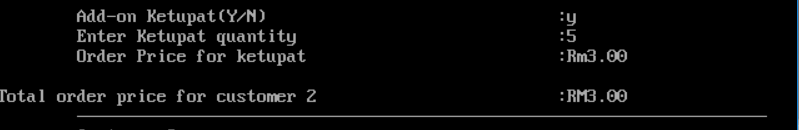 Add-on Ketupat(Y/N) :y
Enter Ketupat quantity :5
Order Price for ketupat :Rm3.00
Total order price for customer 2 :RM3.00